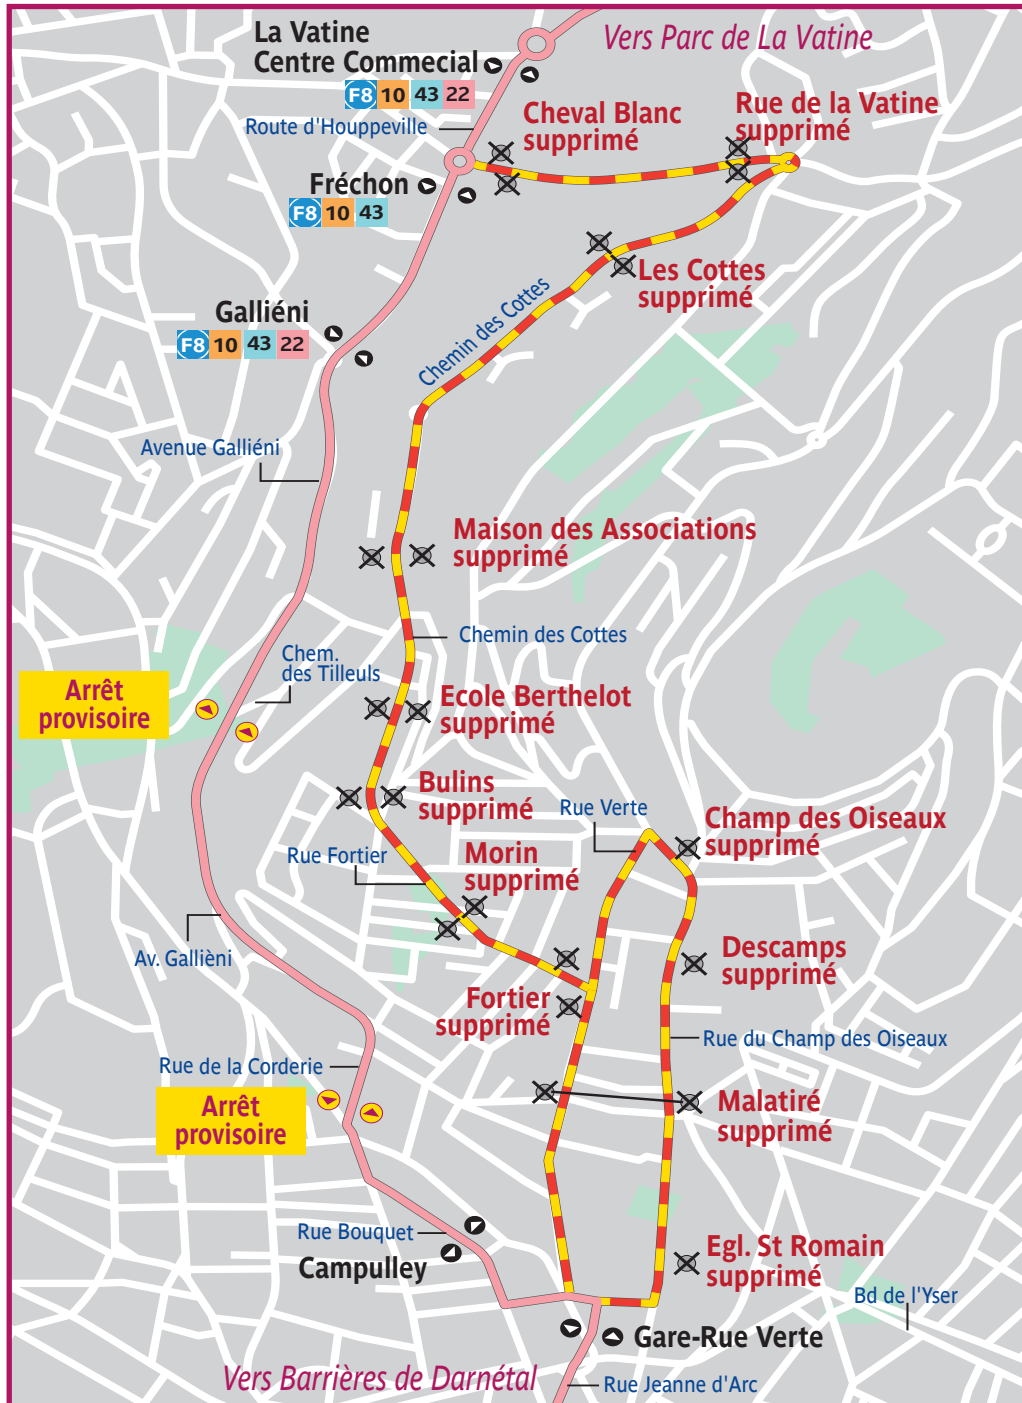 Vers Parc de La Vatine
La Vatine
Centre Commecial
F8 10 43 22
Route d'Houppeville
Cheval Blanc
supprimé
Rue de la Vatine
supprimé
Fréchon
F8 10 43
Les Cottes
supprimé
Galliéni
F8 10 43 22
Chemin des Cottes
Avenue Galliéni
Maison des Associations
supprimé
Chemin des Cottes
Chem.
des Tilleuls
Arrêt
provisoire
Ecole Berthelot
supprimé
Bulins
supprimé
Rue Verte
Champ des Oiseaux
supprimé
Rue Fortier
Morin
supprimé
Av. Gallièni
Descamps
supprimé
Fortier
supprimé
Rue du Champ des Oiseaux
Rue de la Corderie
Arrêt
provisoire
Malatiré
supprimé
Rue Bouquet
Campulley
Egl. St Romain
supprimé
Bd de l'Yser
Gare-Rue Verte
Vers Barrières de Darnétal
Rue Jeanne d'Arc